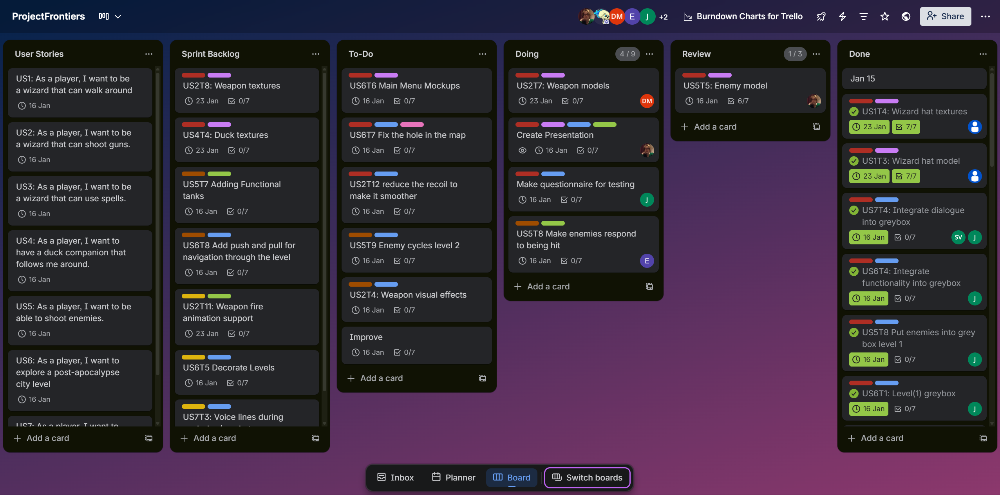 ProjectFrontiers
DM
E
J
+2
Burndown Charts for Trello
Share
User Stories
US1: As a player, I want to be
a wizard that can walk around
16 Jan
US2: As a player, I want to be
a wizard that can shoot guns.
16 Jan
US3: As a player, I want to be
a wizard that can use spells.
16 Jan
US4: As a player, I want to
have a duck companion that
follows me around.
16 Jan
US5: As a player, I want to be
able to shoot enemies.
16 Jan
US6: As a player, I want to
explore a post-apocalypse
city level
16 Jan
US7: As a player, I want to
Add a card
Sprint Backlog
US2T8: Weapon textures
23 Jan 0/7
US4T4: Duck textures
23 Jan 0/7
US5T7 Adding Functional
tanks
16 Jan 0/7
US6T8 Add push and pull for
navigation through the level
16 Jan 0/7
US2T11: Weapon fire
animation support
23 Jan 0/7
US6T5 Decorate Levels
16 Jan 0/7
US7T3: Voice lines during
Add a card
To-Do
US6T6 Main Menu Mockups
16 Jan 0/7
US6T7 Fix the hole in the map
16 Jan 0/7
US2T12 reduce the recoil to
make it smoother
16 Jan 0/7
US5T9 Enemy cycles level 2
16 Jan 0/7
US2T4: Weapon visual effects
16 Jan 0/7
Improve
16 Jan 0/7
Add a card
Doing
4 / 9
US2T7: Weapon models
23 Jan 0/7 DM
Create Presentation
16 Jan 0/7
Make questionnaire for testing
16 Jan 0/7 J
US5T8 Make enemies respond
to being hit
16 Jan 0/7 E
Add a card
Review
1 / 3
US5T5: Enemy model
16 Jan 6/7
Add a card
Done
Jan 15
US1T4: Wizard hat textures
23 Jan 7/7
US1T3: Wizard hat model
23 Jan 7/7
US7T4: Integrate dialogue
into greybox
16 Jan 0/7 SV J
US6T4: Integrate
functionality into greybox
16 Jan 0/7 J
US5T8 Put enemies into grey
box level 1
16 Jan 0/7 J
US6T1: Level(1) greybox
16 Jan 0/7 J
Add a card
Inbox
Planner
Board
Switch boards